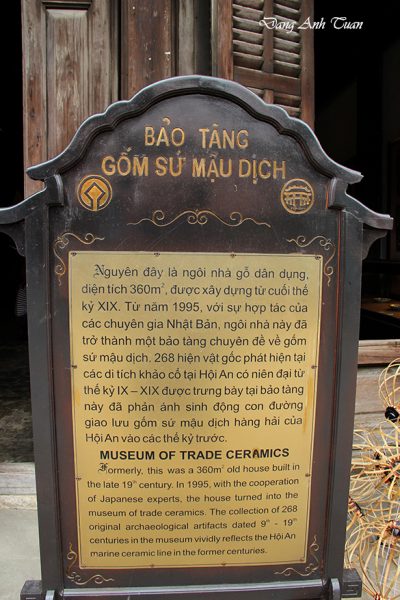 Dang Anh Tuan
BẢO TÀNG
GỐM SỨ MẬU DỊCH
Nguyên đây là ngôi nhà gỗ dân dụng,
diện tích 360m², được xây dựng từ cuối thế
kỷ XIX. Từ năm 1995, với sự hợp tác của
các chuyên gia Nhật Bản, ngôi nhà này đã
trở thành một bảo tàng chuyên đề về gốm
sứ mậu dịch. 268 hiện vật gốc phát hiện tại
các di tích khảo cổ tại Hội An có niên đại từ
thế kỷ IX – XIX được trưng bày tại bảo tàng
này đã phản ánh sinh động con đường
giao lưu gốm sứ mậu dịch hàng hải của
Hội An vào các thế kỷ trước.
MUSEUM OF TRADE CERAMICS
Formerly, this was a 360m² old house built in
the late 19th century. In 1995, with the cooperation
of Japanese experts, the house turned into the
museum of trade ceramics. The collection of 268
original archaeological artifacts dated 9th - 19th
centuries in the museum vividly reflects the Hội An
marine ceramic line in the former centuries.